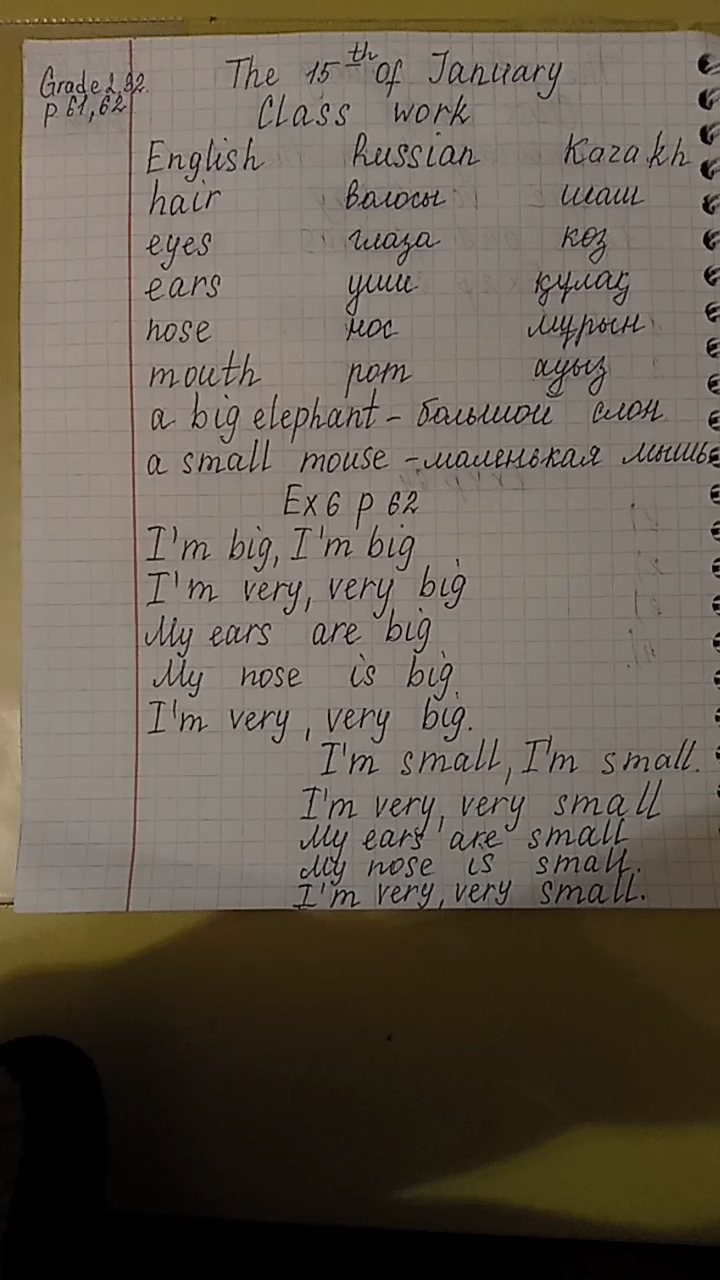 Grade 2,32.
p 61, 62
The 15th of January
Class work
English Russian Kazakh
hair волосы шаш
eyes глаза көз
ears уши құлақ
nose нос мұрын
mouth рот ауыз
a big elephant – большой слон
a small mouse – маленькая мышь
Ex 6 p 62
I'm big, I'm big
I'm very, very big
My ears are big
My nose is big
I'm very, very big.
I'm small, I'm small.
I'm very, very small
My ears are small
My nose is small.
I'm very, very small.